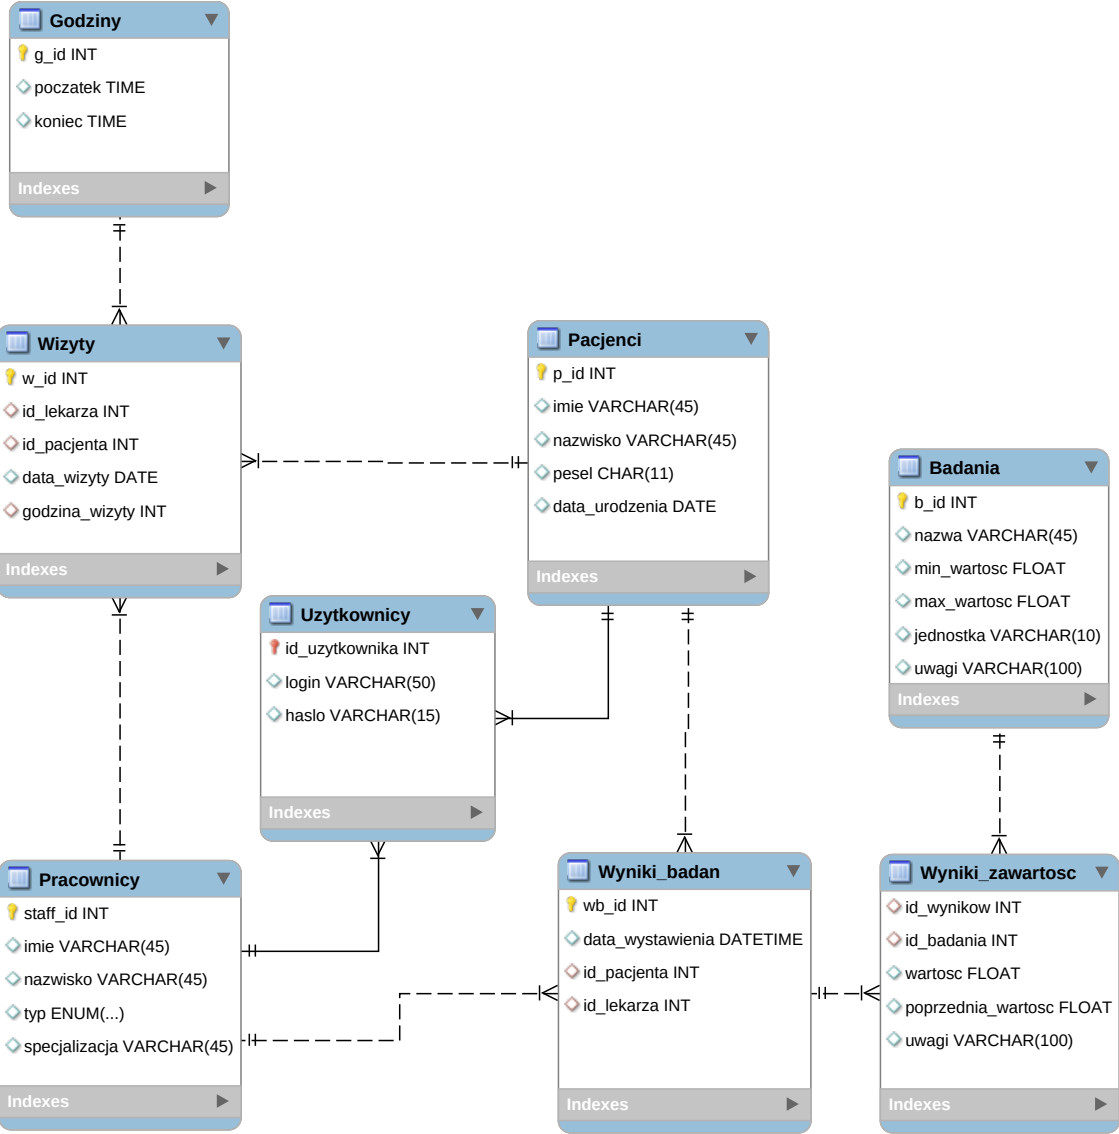 Godziny
g_id INT
poczatek TIME
koniec TIME
Indexes
Wizyty
w_id INT
id_lekarza INT
id_pacjenta INT
data_wizyty DATE
godzina_wizyty INT
Indexes
Pacjenci
p_id INT
imie VARCHAR(45)
nazwisko VARCHAR(45)
pesel CHAR(11)
data_urodzenia DATE
Indexes
Badania
b_id INT
nazwa VARCHAR(45)
min_wartosc FLOAT
max_wartosc FLOAT
jednostka VARCHAR(10)
uwagi VARCHAR(100)
Indexes
Uzytkownicy
id_uzytkownika INT
login VARCHAR(50)
haslo VARCHAR(15)
Indexes
Pracownicy
staff_id INT
imie VARCHAR(45)
nazwisko VARCHAR(45)
typ ENUM(...)
specjalizacja VARCHAR(45)
Indexes
Wyniki_badan
wb_id INT
data_wystawienia DATETIME
id_pacjenta INT
id_lekarza INT
Indexes
Wyniki_zawartosc
id_wynikow INT
id_badania INT
wartosc FLOAT
poprzednia_wartosc FLOAT
uwagi VARCHAR(100)
Indexes